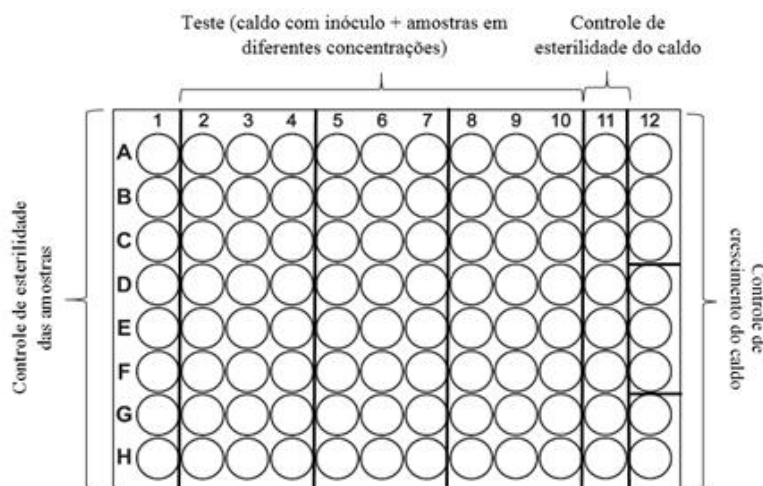 Teste (caldo com inóculo + amostras em
diferentes concentrações)
Controle de
esterilidade do caldo
1 2 3 4 5 6 7 8 9 10 11 12
A
B
C
D
E
F
G
H
Controle de esterilidade
das amostras
Controle de
crescimento do caldo